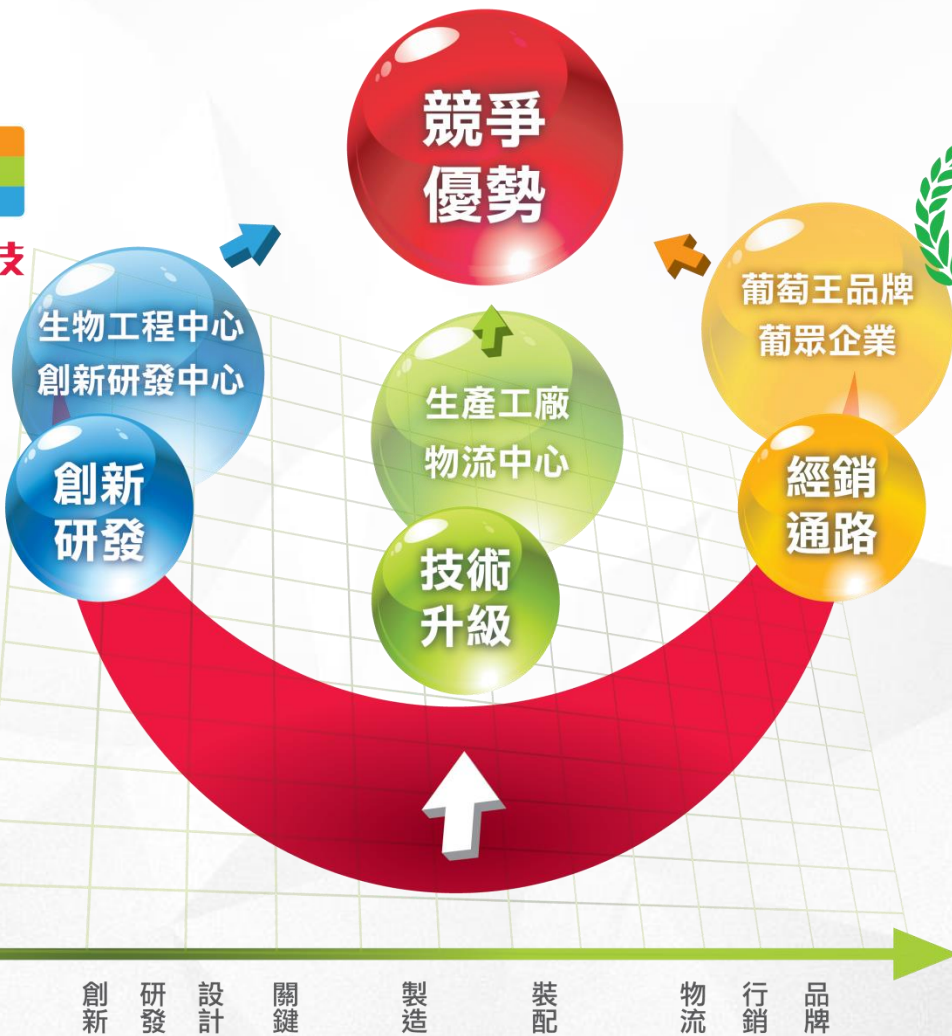 競爭
優勢
技
生物工程中心
創新研發中心
葡萄王品牌
葡眾企業
生產工廠
物流中心
創新
研發
經銷
通路
技術
升級
創新
研發
設計
關鍵
製造
裝配
物流
行銷
品牌